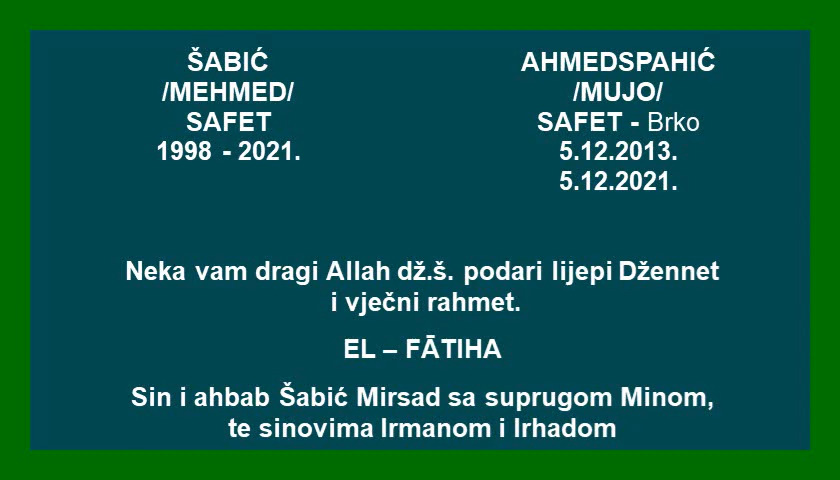 ŠABIĆ
/MEHMED/
SAFET
1998 - 2021.
AHMEDSPAHIĆ
/MUJO/
SAFET - Brko
5.12.2013.
5.12.2021.
Neka vam dragi Allah dž.š. podari lijepi Džennet
i vječni rahmet.
EL – FĀTIHA
Sin i ahbab Šabić Mirsad sa suprugom Minom,
te sinovima Irmanom i Irhadom